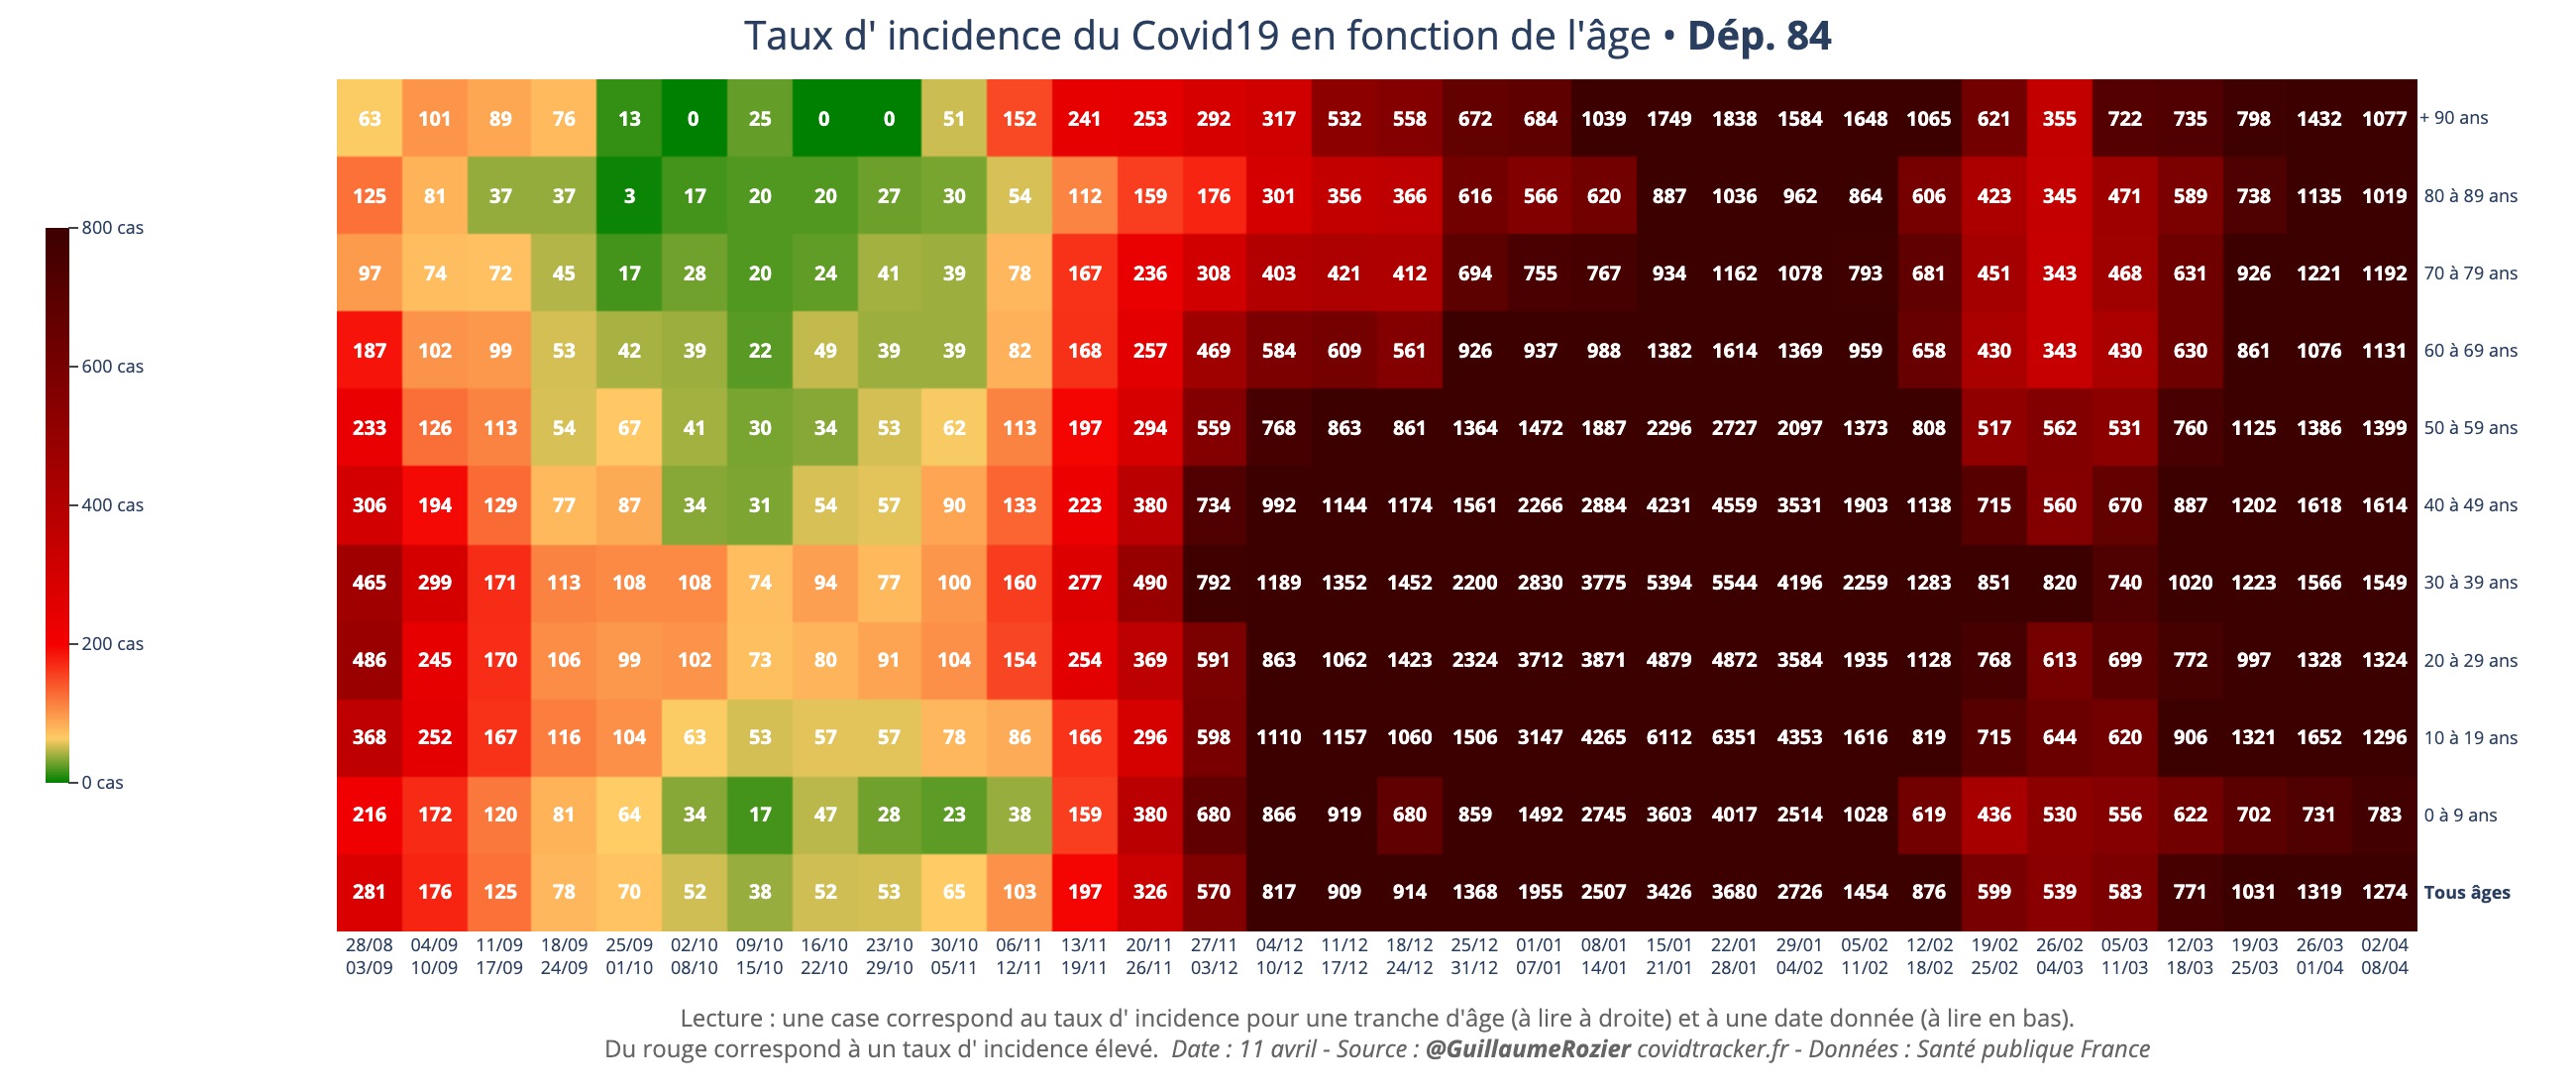 Taux d' incidence du Covid19 en fonction de l'âge • Dép. 84
63 101 89 76 13 0 25 0 0 51 152 241 253 292 317 532 558 672 684 1039 1749 1838 1584 1648 1065 621 355 722 735 798 1432 1077 + 90 ans
125 81 37 37 3 17 20 20 27 30 54 112 159 176 301 356 366 616 566 620 887 1036 962 864 606 423 345 471 589 738 1135 1019 80 à 89 ans
800 cas
97 74 72 45 17 28 20 24 41 39 78 167 236 308 403 421 412 694 755 767 934 1162 1078 793 681 451 343 468 631 926 1221 1192 70 à 79 ans
187 102 99 53 42 39 22 49 39 39 82 168 257 469 584 609 561 926 937 988 1382 1614 1369 959 658 430 343 430 630 861 1076 1131 60 à 69 ans
600 cas
233 126 113 54 67 41 30 34 53 62 113 197 294 559 768 863 861 1364 1472 1887 2296 2727 2097 1373 808 517 562 531 760 1125 1386 1399 50 à 59 ans
400 cas
306 194 129 77 87 34 31 54 57 90 133 223 380 734 992 1144 1174 1561 2266 2884 4231 4559 3531 1903 1138 715 560 670 887 1202 1618 1614 40 à 49 ans
465 299 171 113 108 108 74 94 77 100 160 277 490 792 1189 1352 1452 2200 2830 3775 5394 5544 4196 2259 1283 851 820 740 1020 1223 1566 1549 30 à 39 ans
200 cas
486 245 170 106 99 102 73 80 91 104 154 254 369 591 863 1062 1423 2324 3712 3871 4879 4872 3584 1935 1128 768 613 699 772 997 1328 1324 20 à 29 ans
368 252 167 116 104 63 53 57 57 78 86 166 296 598 1110 1157 1060 1506 3147 4265 6112 6351 4353 1616 819 715 644 620 906 1321 1652 1296 10 à 19 ans
0 cas
216 172 120 81 64 34 17 47 28 23 38 159 380 680 866 919 680 859 1492 2745 3603 4017 2514 1028 619 436 530 556 622 702 731 783 0 à 9 ans
281 176 125 78 70 52 38 52 53 65 103 197 326 570 817 909 914 1368 1955 2507 3426 3680 2726 1454 876 599 539 583 771 1031 1319 1274 Tous âges
28/08 04/09 11/09 18/09 25/09 02/10 09/10 16/10 23/10 30/10 06/11 13/11 20/11 27/11 04/12 11/12 18/12 25/12 01/01 08/01 15/01 22/01 29/01 05/02 12/02 19/02 26/02 05/03 12/03 19/03 26/03 02/04
03/09 10/09 17/09 24/09 01/10 08/10 15/10 22/10 29/10 05/11 12/11 19/11 26/11 03/12 10/12 17/12 24/12 31/12 07/01 14/01 21/01 28/01 04/02 11/02 18/02 25/02 04/03 11/03 18/03 25/03 01/04 08/04
Lecture : une case correspond au taux d' incidence pour une tranche d'âge (à lire à droite) et à une date donnée (à lire en bas).
Du rouge correspond à un taux d' incidence élevé. Date : 11 avril - Source : @GuillaumeRozier covidtracker.fr - Données : Santé publique France